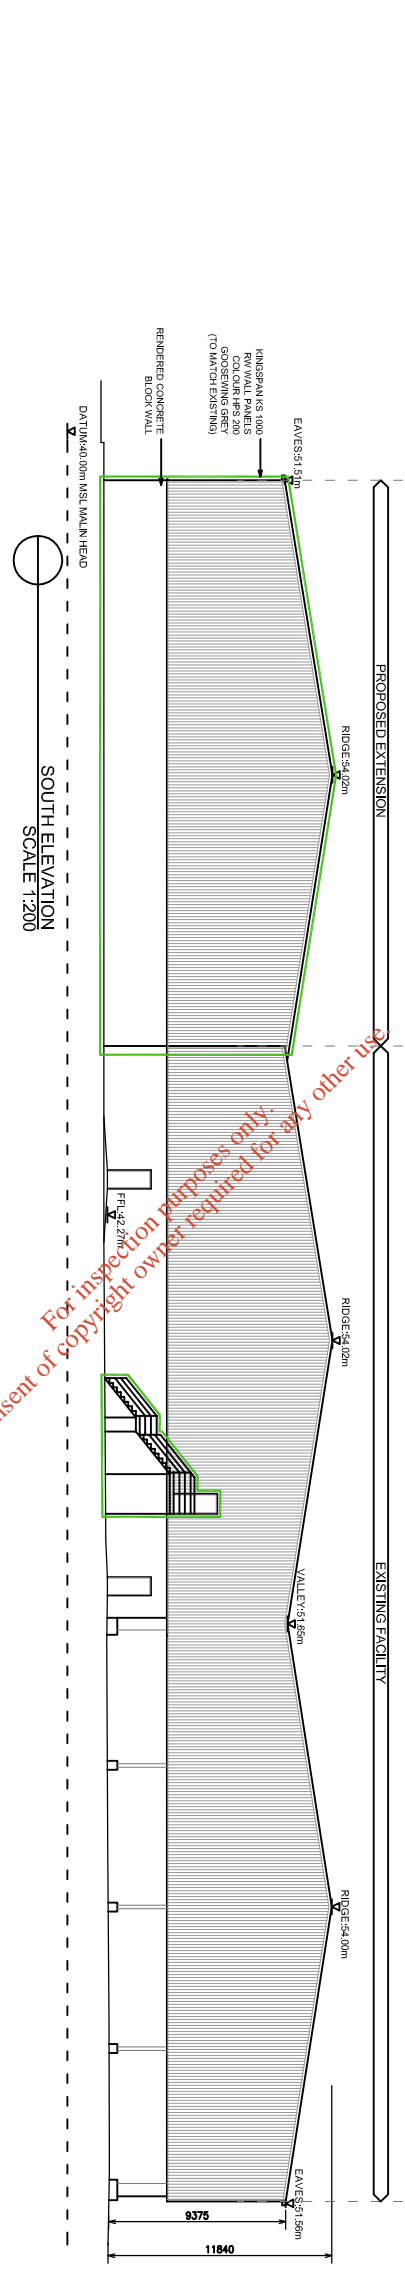 PROPOSED EXTENSION
EXISTING FACILITY
EAVES:51.51m
RIDGE:54.02m
RIDGE:54.02m
VALLEY:51.65m
RIDGE:54.00m
EAVES:51.56m
KINGSPAN KS 1000
RW WALL PANELS
COLOUR HPS 200
GOOSEWING GREY
(TO MATCH EXISTING)
RENDERED CONCRETE
BLOCK WALL
9375
11840
FFL:42.27m
DATUM:40.00m MSL MALIN HEAD
SOUTH ELEVATION
SCALE 1:200
For inspection purposes only.
of copyright owner required for any other use.